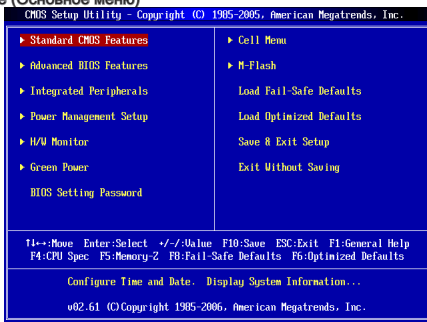 е (Основное меню)
CMOS Setup Utility - Copyright (C) 1985-2005, American Megatrends, Inc.
▶ Standard CMOS Features
▶ Advanced BIOS Features
▶ Integrated Peripherals
▶ Power Management Setup
▶ H/W Monitor
▶ Green Power
BIOS Setting Password
▶ Cell Menu
▶ M-Flash
Load Fail-Safe Defaults
Load Optimized Defaults
Save & Exit Setup
Exit Without Saving
↑↓↔:Move Enter:Select +/-/:Value F10:Save ESC:Exit F1:General Help
F4:CPU Spec F5:Memory-Z F8:Fail-Safe Defaults F6:Optimized Defaults
Configure Time and Date. Display System Information...
v02.61 (C)Copyright 1985-2006, American Megatrends, Inc.